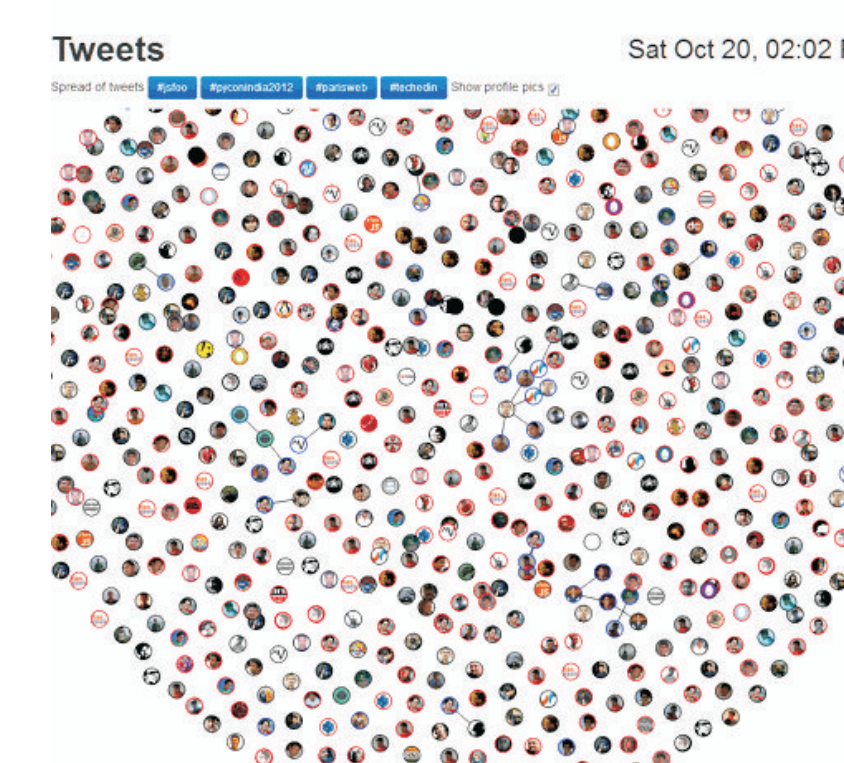 Tweets
Sat Oct 20, 02:02
Spread of tweets #jsfoo #pyconindia2012 #parisweb #techedin Show profile pics